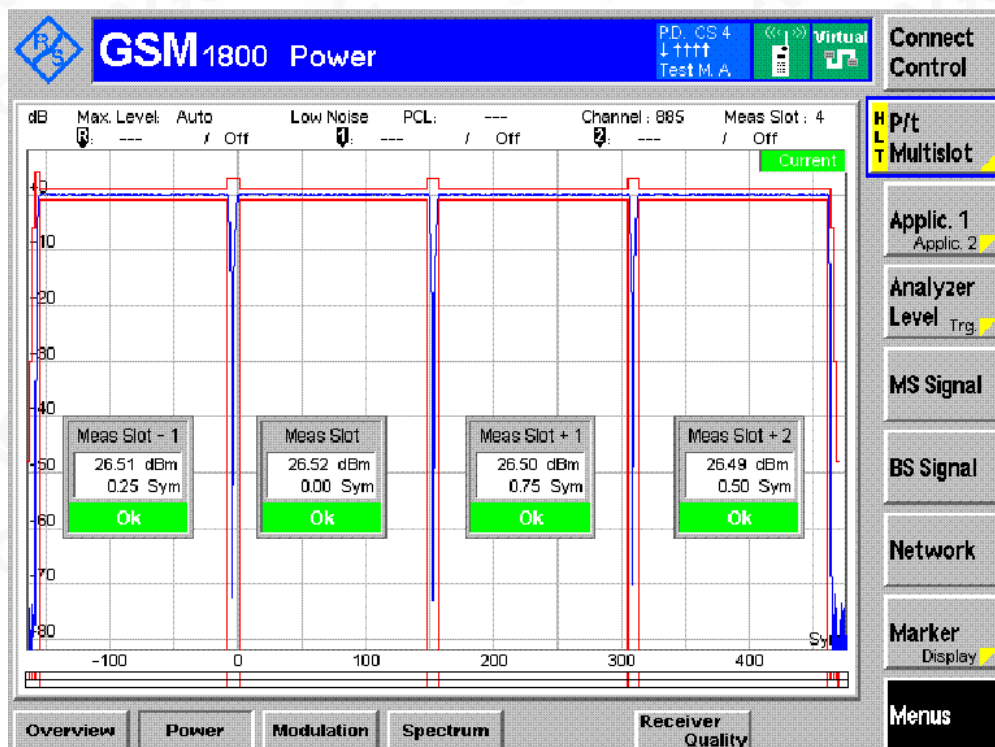 R/S
GSM 1800 Power
P.D. CS 4
↓ ↑↑↑↑
Test M. A
Virtual
Connect
Control
dB Max. Level: Auto Low Noise PCL: --- Channel : 885 Meas Slot : 4
R: --- / Off 1: --- / Off 2: --- / Off
Current
HLT
P/t
Multislot
Applic. 1
Applic. 2
Analyzer
Level Trg.
MS Signal
BS Signal
Network
Marker
Display
Menus
+0
-10
-20
-30
-40
-50
-60
-70
-80
Meas Slot - 1
26.51 dBm
0.25 Sym
Ok
Meas Slot
26.52 dBm
0.00 Sym
Ok
Meas Slot + 1
26.50 dBm
0.75 Sym
Ok
Meas Slot + 2
26.49 dBm
0.50 Sym
Ok
-100 0 100 200 300 400
Overview Power Modulation Spectrum Receiver
Quality